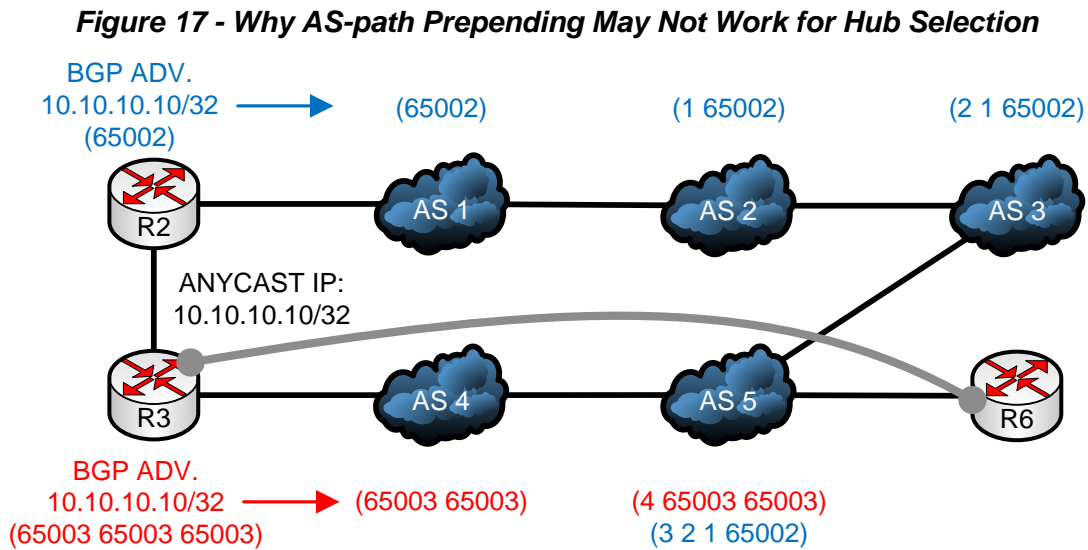 Figure 17 - Why AS-path Prepending May Not Work for Hub Selection
BGP ADV.
10.10.10.10/32
(65002)
(65002)
(1 65002)
(2 1 65002)
R2
AS 1
AS 2
AS 3
ANYCAST IP:
10.10.10.10/32
R3
AS 4
AS 5
R6
BGP ADV.
10.10.10.10/32
(65003 65003 65003)
(65003 65003)
(4 65003 65003)
(3 2 1 65002)